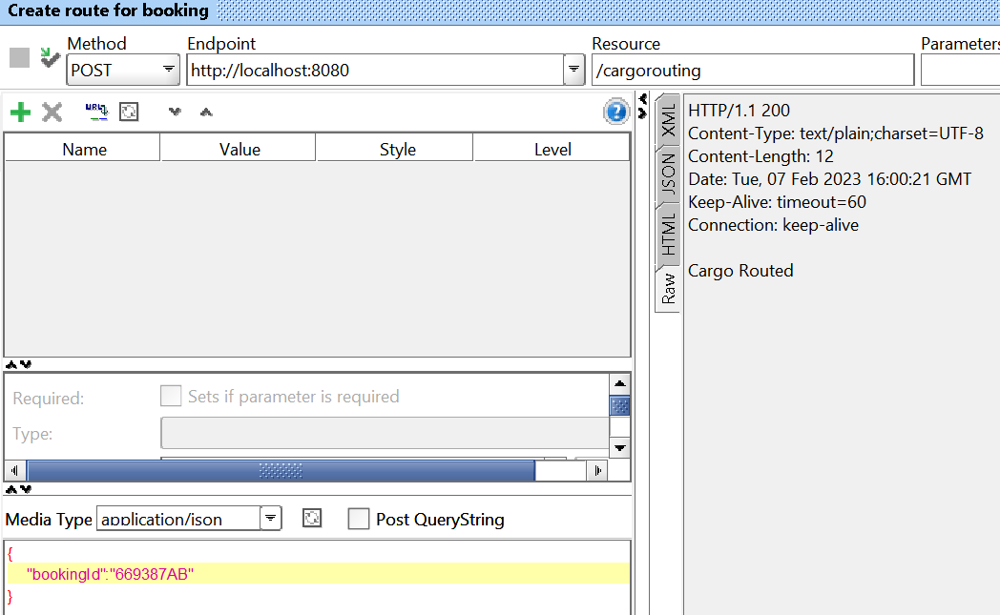 Create route for booking
Method
Endpoint
Resource
Parameters
POST
http://localhost:8080
/cargorouting
Name Value Style Level
Required:
Sets if parameter is required
Type:
Media Type
application/json
Post QueryString
{
"bookingId":"669387AB"
}
XML
JSON
HTML
Raw
HTTP/1.1 200
Content-Type: text/plain;charset=UTF-8
Content-Length: 12
Date: Tue, 07 Feb 2023 16:00:21 GMT
Keep-Alive: timeout=60
Connection: keep-alive
Cargo Routed